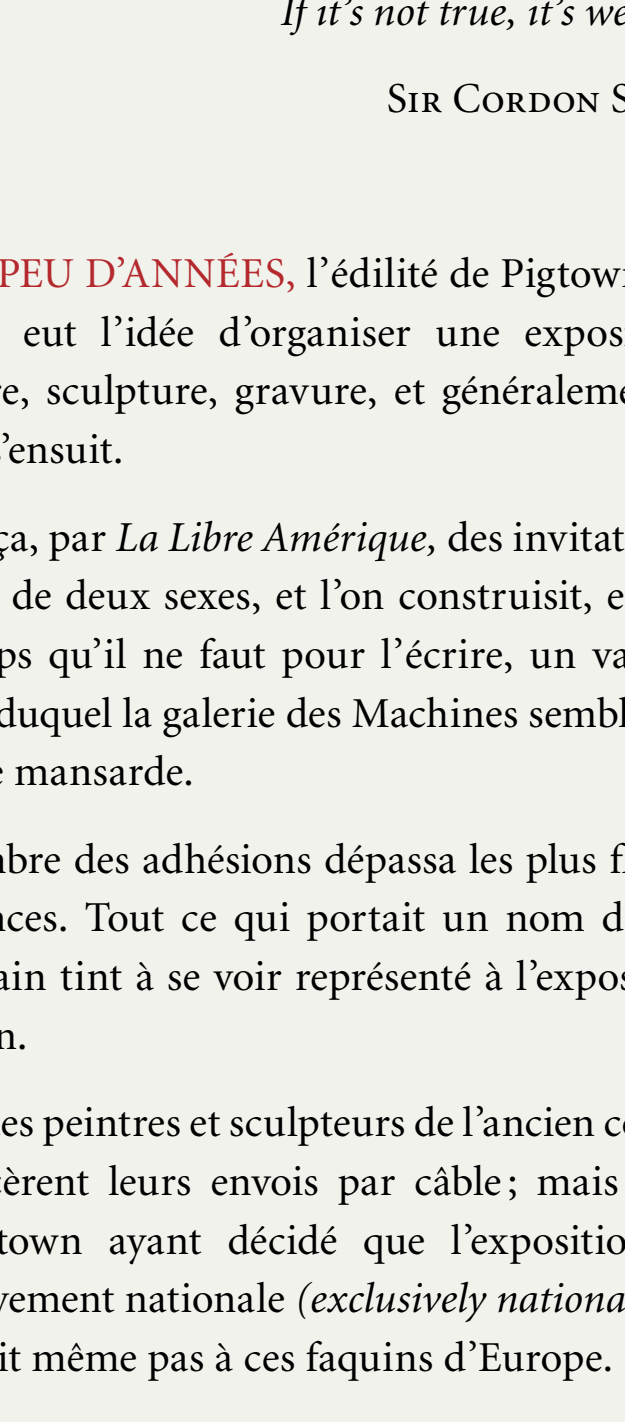 If it’s not true, it’s we
Sir Cordon S
PEU D’ANNÉES, l’édilité de Pigtown
eut l’idée d’organiser une expos
re, sculpture, gravure, et généraleme
s’ensuit.
ça, par La Libre Amérique, des invitat
de deux sexes, et l’on construisit, e
ps qu’il ne faut pour l’écrire, un va
duquel la galerie des Machines sembl
e mansarde.
mbre des adhésions dépassa les plus f
nces. Tout ce qui portait un nom d
ain tint à se voir représenté à l’expos
n.
es peintres et sculpteurs de l’ancien co
cèrent leurs envois par câble ; mais
town ayant décidé que l’expositio
vement nationale (exclusively nationa
it même pas à ces faquins d’Europe.